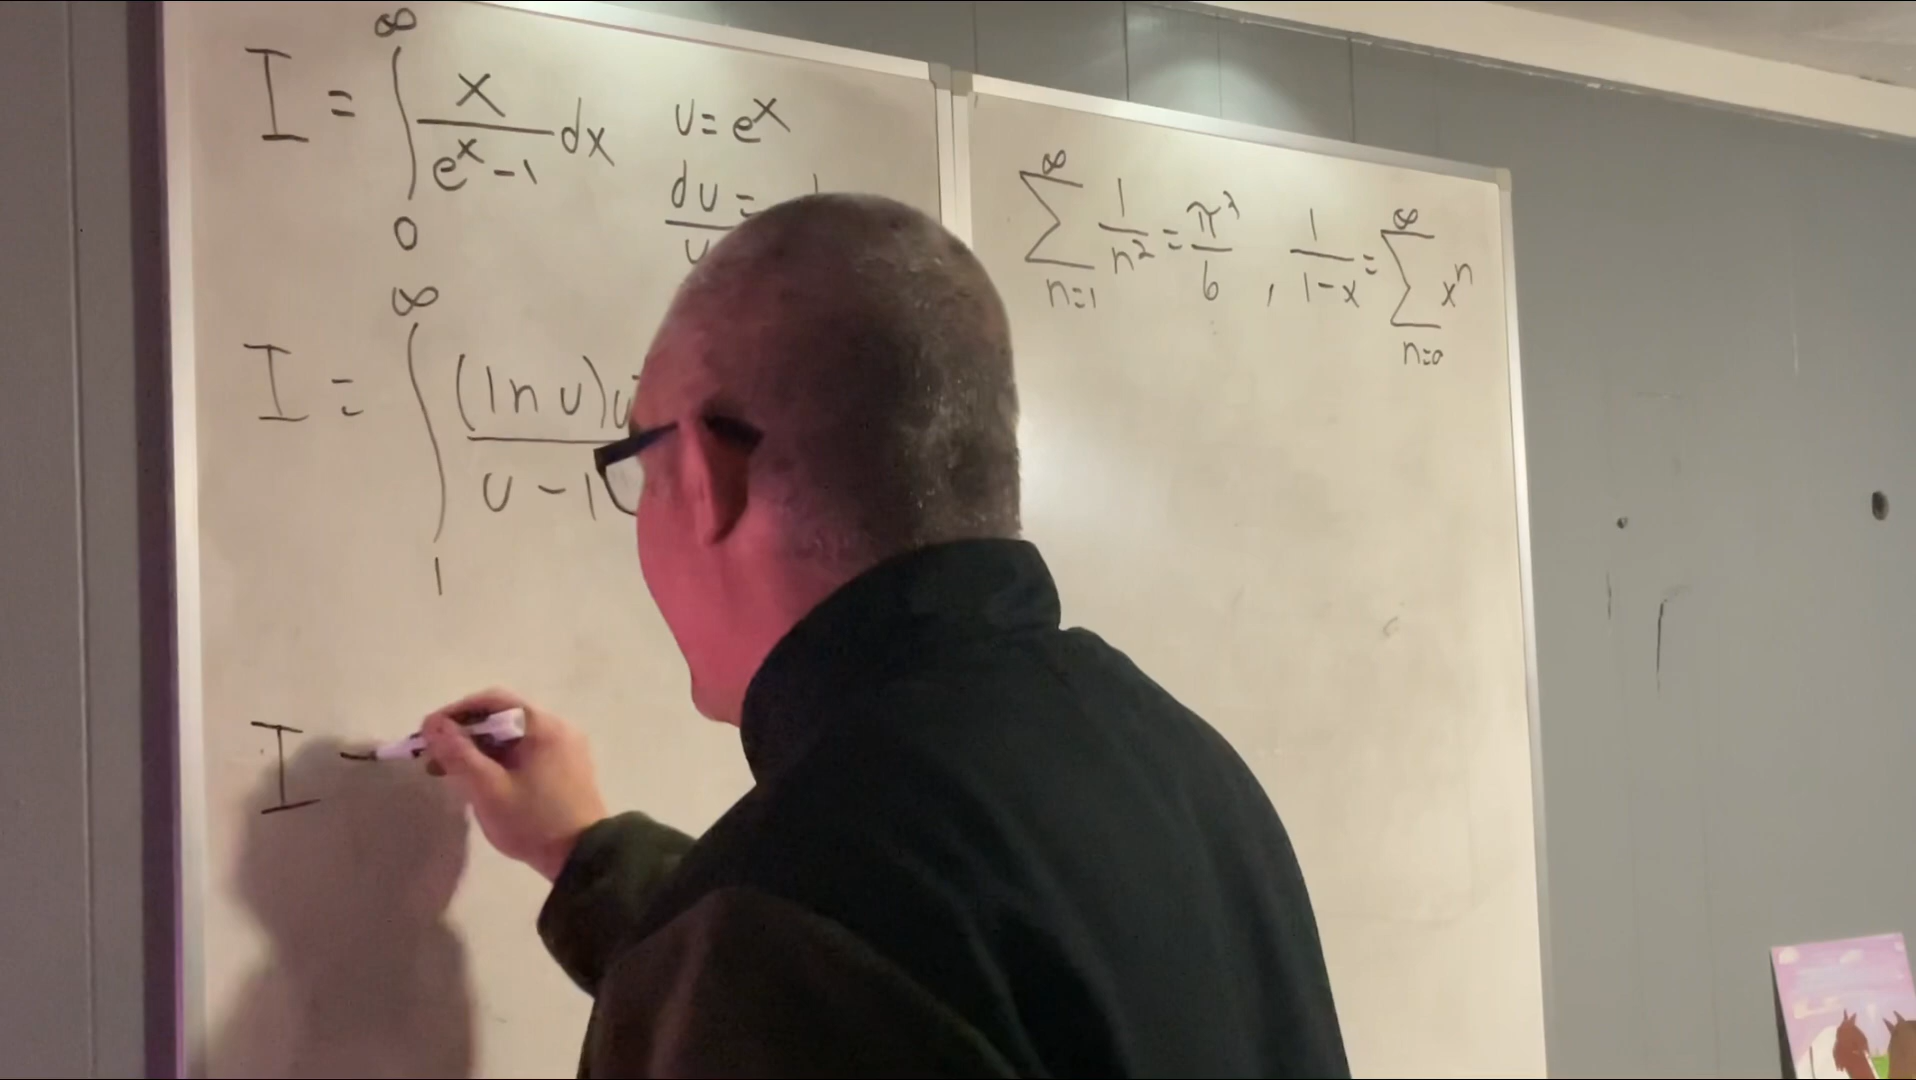 I = ∫₀^∞ x/(eˣ-1) dx u = eˣ
du/u =
I = ∫₁^∞ (ln u)u / u-1
I -
∑_{n=1}^∞ 1/n² = π²/6 , 1/1-x = ∑_{n=0}^∞ xⁿ